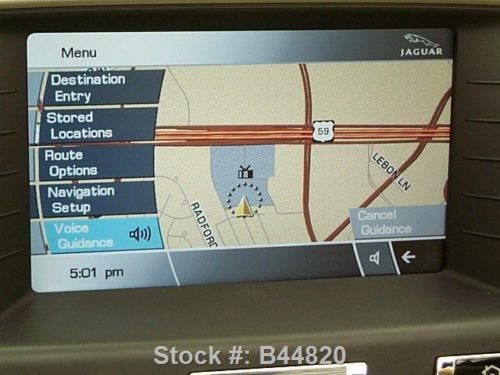 Menu
JAGUAR
Destination
Entry
Stored
Locations
Route
Options
Navigation
Setup
Voice
Guidance
59
LEBON LN
RADFORD
Cancel
Guidance
5:01 pm
Stock #: B44820